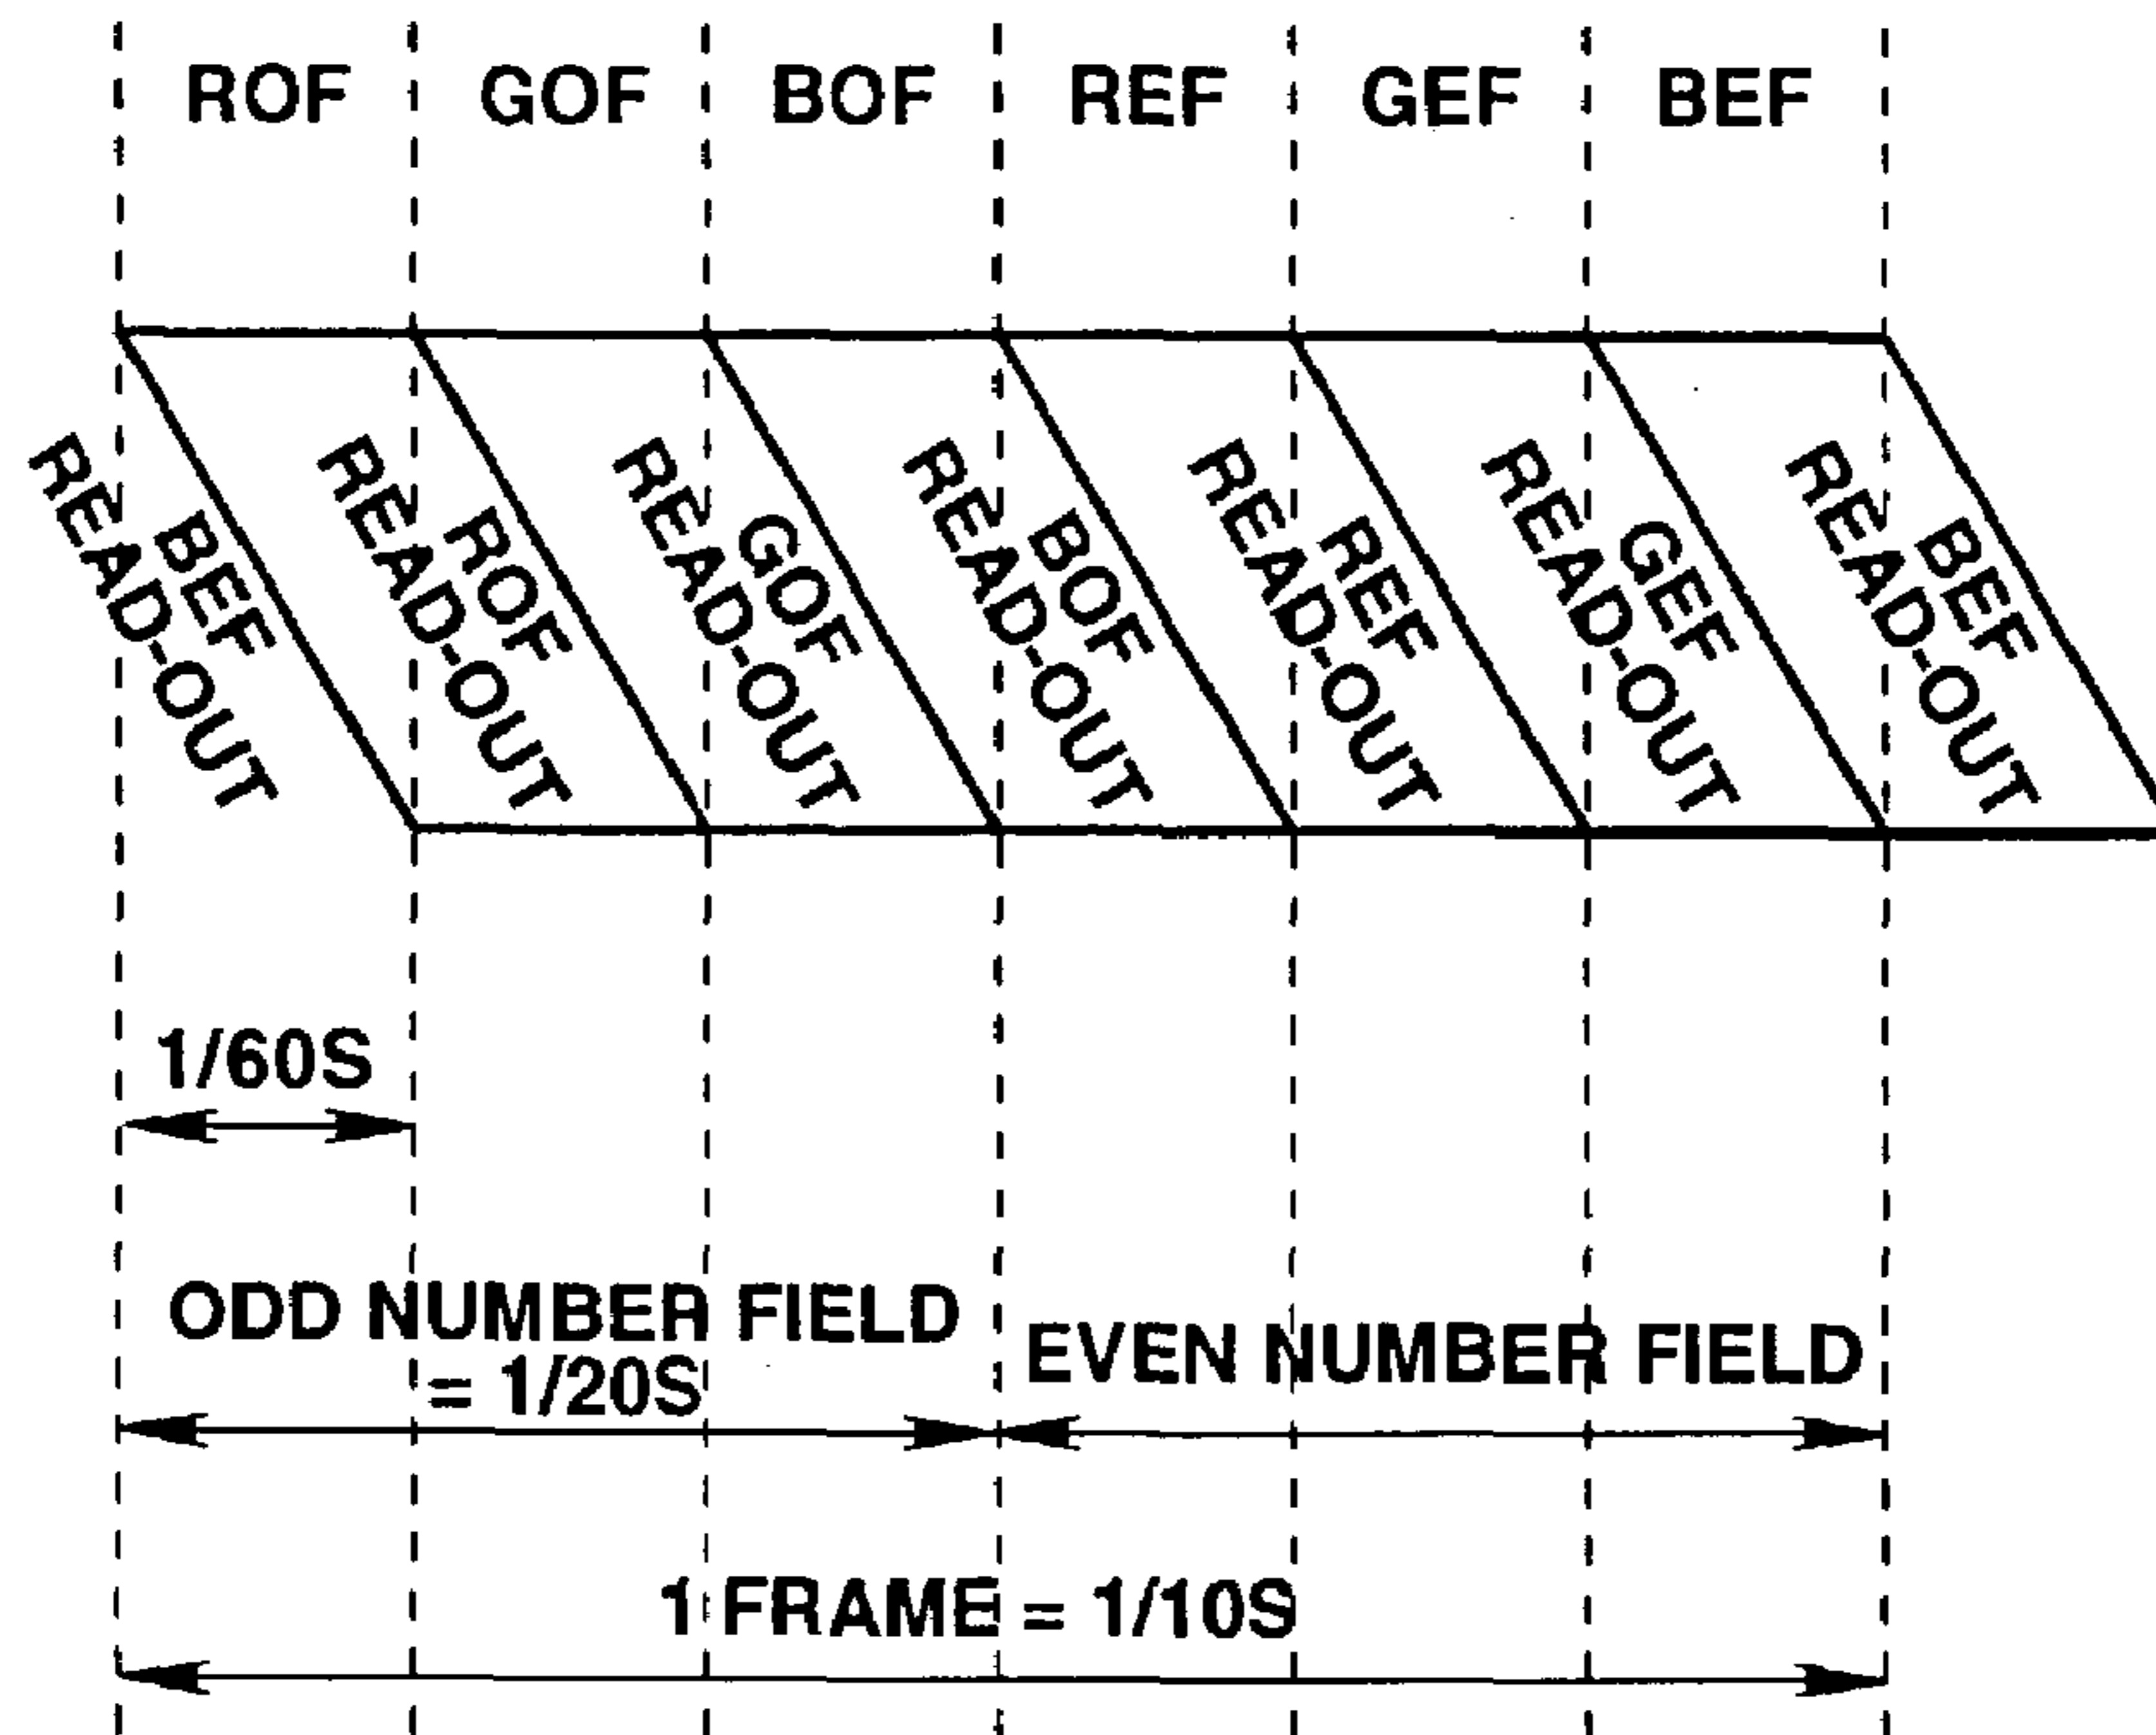 ROF GOF BOF REF GEF BEF
BEF
READ-OUT
ROF
READ-OUT
GOF
READ-OUT
BOF
READ-OUT
REF
READ-OUT
GEF
READ-OUT
BEF
READ-OUT
1/60S
ODD NUMBER FIELD
= 1/20S
EVEN NUMBER FIELD
1 FRAME = 1/10S